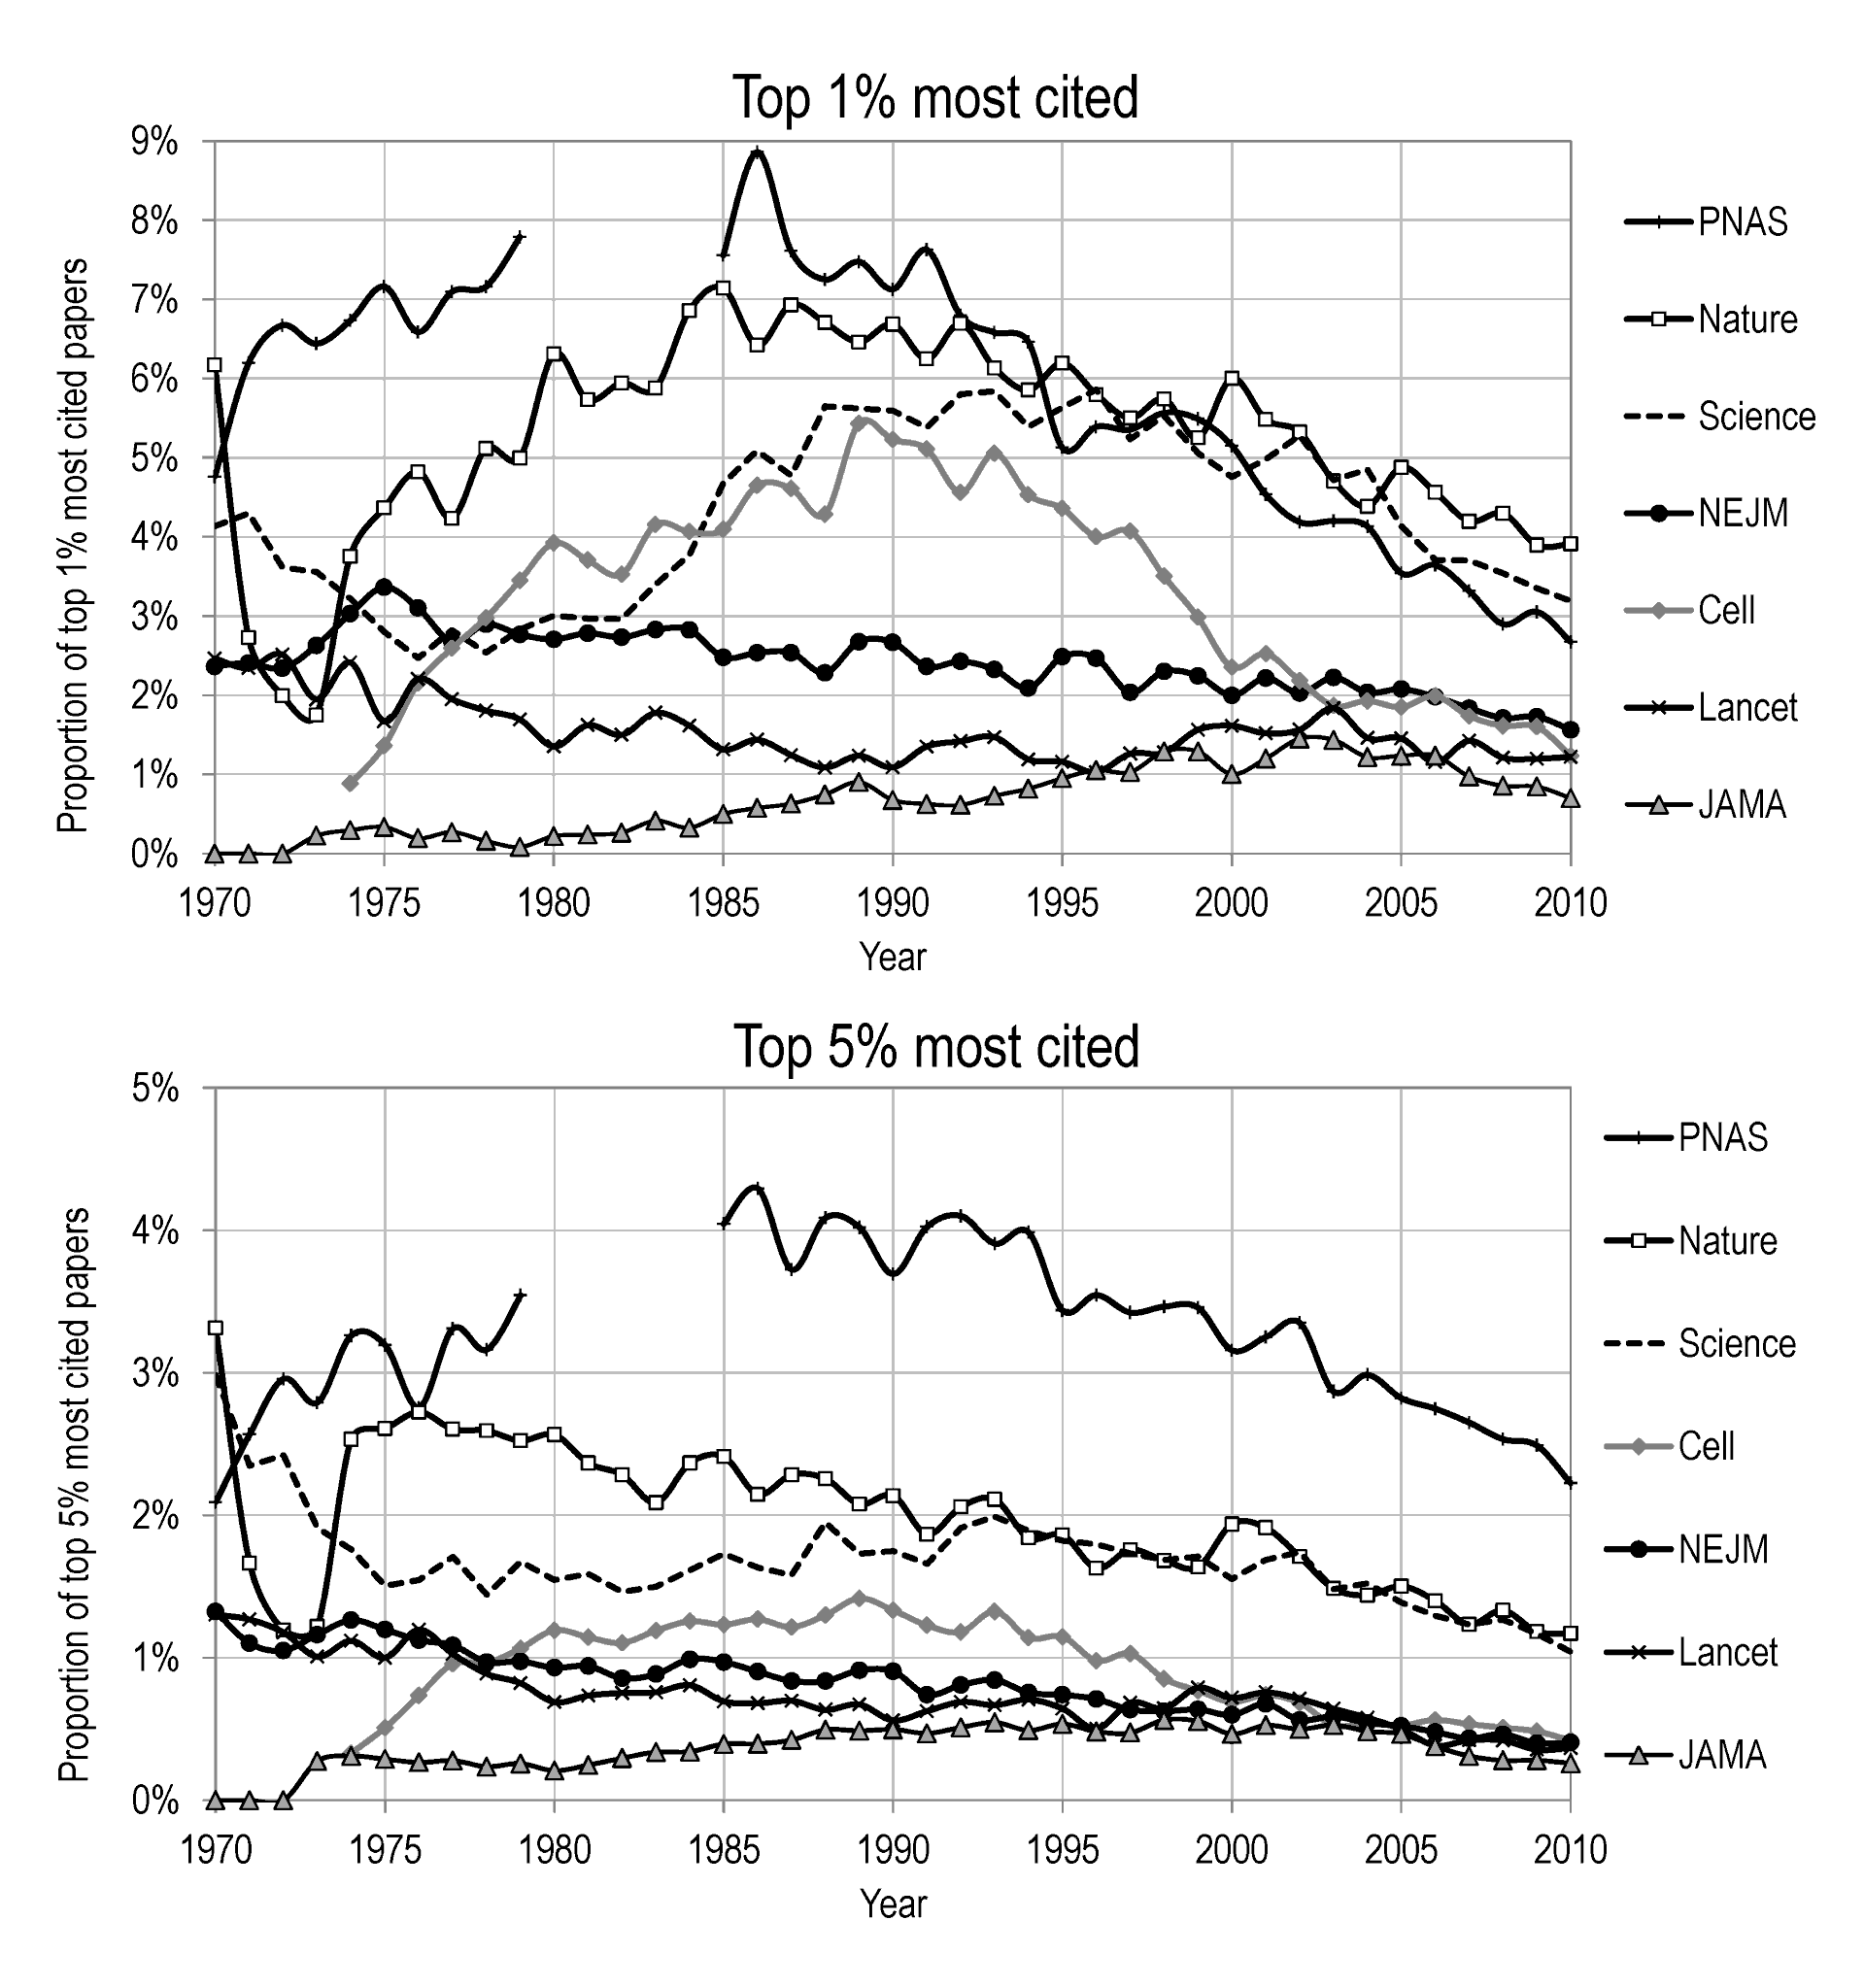 Top 1% most cited
9%
8%
7%
6%
5%
4%
3%
2%
1%
0%
Proportion of top 1% most cited papers
1970 1975 1980 1985 1990 1995 2000 2005 2010
Year
PNAS
Nature
Science
NEJM
Cell
Lancet
JAMA
Top 5% most cited
5%
4%
3%
2%
1%
0%
Proportion of top 5% most cited papers
1970 1975 1980 1985 1990 1995 2000 2005 2010
Year
PNAS
Nature
Science
Cell
NEJM
Lancet
JAMA